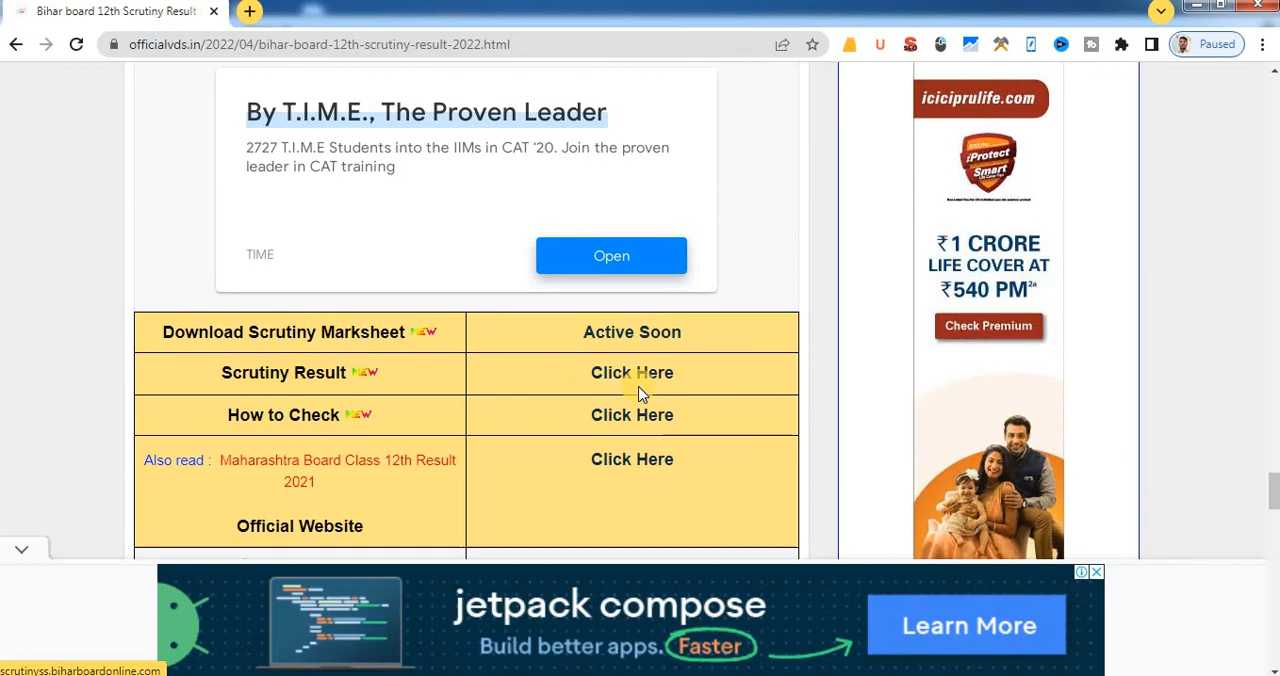 Bihar board 12th Scrutiny Result
officialvds.in/2022/04/bihar-board-12th-scrutiny-result-2022.html
Paused
By T.I.M.E., The Proven Leader
2727 T.I.M.E Students into the IIMs in CAT ‘20. Join the proven
leader in CAT training
TIME
Open
Download Scrutiny Marksheet NEW
Active Soon
Scrutiny Result NEW
Click Here
How to Check NEW
Click Here
Also read : Maharashtra Board Class 12th Result
2021
Click Here
Official Website
iciciprulife.com
iProtect
Smart
₹1 CRORE
LIFE COVER AT
₹540 PM2a
Check Premium
jetpack compose
Build better apps. Faster
Learn More
scrutinyss.biharboardonline.com